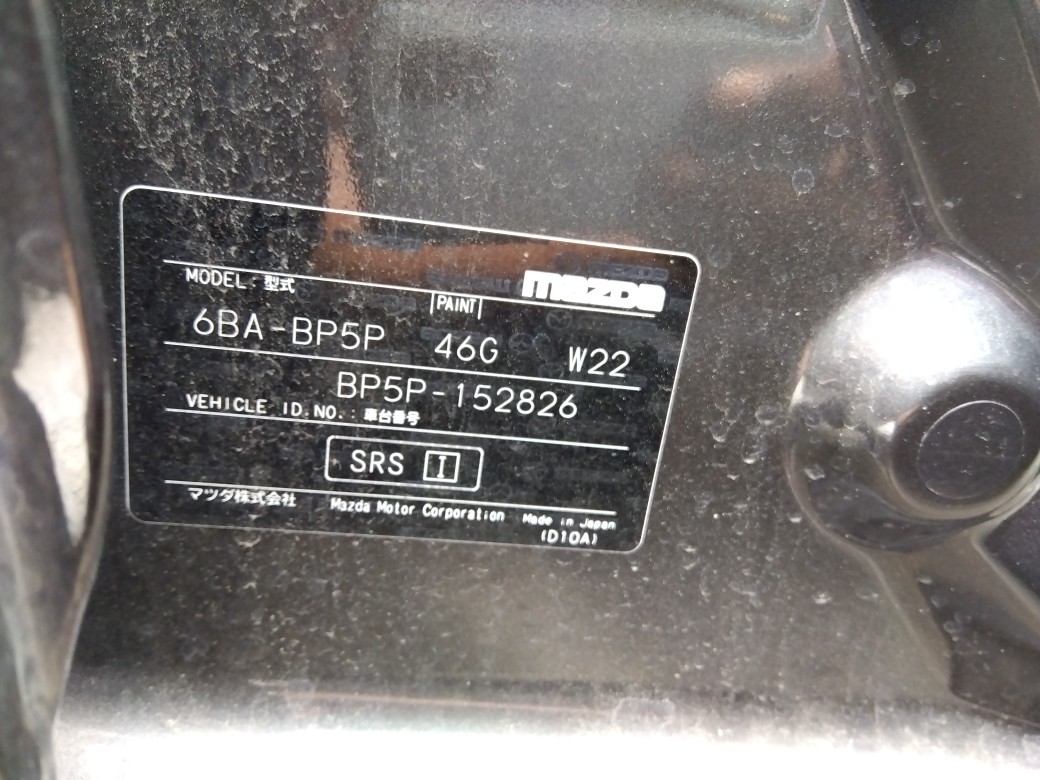 mazda
MODEL : 型式
PAINT
6BA-BP5P 46G W22
BP5P-152826
VEHICLE ID.NO. : 車台番号
SRS I
マツダ株式会社 Mazda Motor Corporation Made in Japan
(D10A)